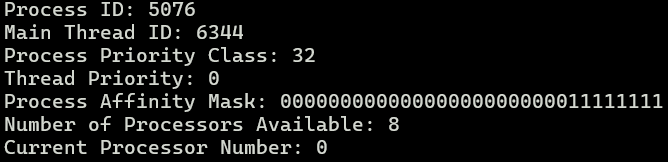 Process ID: 5076
Main Thread ID: 6344
Process Priority Class: 32
Thread Priority: 0
Process Affinity Mask: 00000000000000000000000011111111
Number of Processors Available: 8
Current Processor Number: 0